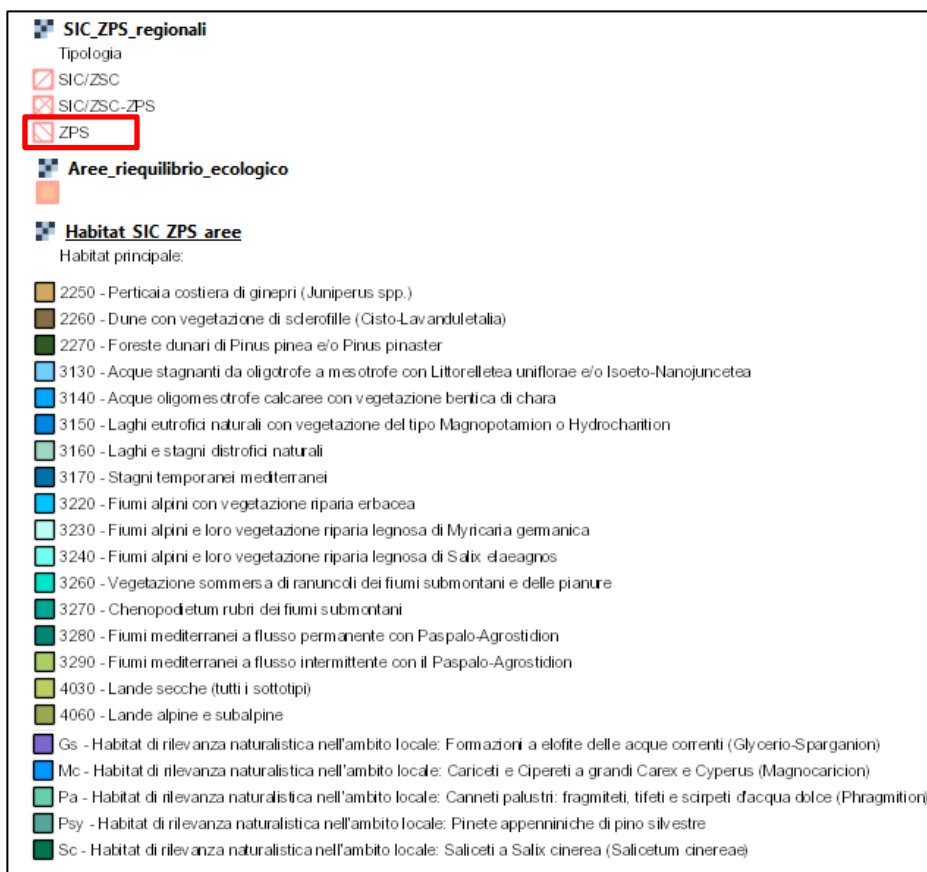 SIC_ZPS_regionali
Tipologia
SIC/ZSC
SIC/ZSC-ZPS
ZPS
Aree_riequilibrio_ecologico
Habitat_SIC_ZPS_aree
Habitat principale:
2250 - Perticaia costiera di ginepri (Juniperus spp.)
2260 - Dune con vegetazione di sclerofille (Cisto-Lavanduletalia)
2270 - Foreste dunari di Pinus pinea e/o Pinus pinaster
3130 - Acque stagnanti da oligotrofe a mesotrofe con Littorelletea uniflorae e/o Isoeto-Nanojuncetea
3140 - Acque oligomesotrofe calcaree con vegetazione bentica di chara
3150 - Laghi eutrofici naturali con vegetazione del tipo Magnopotamion o Hydrocharition
3160 - Laghi e stagni distrofici naturali
3170 - Stagni temporanei mediterranei
3220 - Fiumi alpini con vegetazione riparia erbacea
3230 - Fiumi alpini e loro vegetazione riparia legnosa di Myricaria germanica
3240 - Fiumi alpini e loro vegetazione riparia legnosa di Salix elaeagnos
3260 - Vegetazione sommersa di ranuncoli dei fiumi submontani e delle pianure
3270 - Chenopodietum rubri dei fiumi submontani
3280 - Fiumi mediterranei a flusso permanente con Paspalo-Agrostidion
3290 - Fiumi mediterranei a flusso intermittente con il Paspalo-Agrostidion
4030 - Lande secche (tutti i sottotipi)
4060 - Lande alpine e subalpine
Gs - Habitat di rilevanza naturalistica nell'ambito locale: Formazioni a elofite delle acque correnti (Glycerio-Sparganion)
Mc - Habitat di rilevanza naturalistica nell'ambito locale: Cariceti e Cipereti a grandi Carex e Cyperus (Magnocaricion)
Pa - Habitat di rilevanza naturalistica nell'ambito locale: Canneti palustri: fragmiteti, tifeti e scirpeti d'acqua dolce (Phragmition)
Psy - Habitat di rilevanza naturalistica nell'ambito locale: Pinete appenniniche di pino silvestre
Sc - Habitat di rilevanza naturalistica nell'ambito locale: Saliceti a Salix cinerea (Salicetum cinereae)